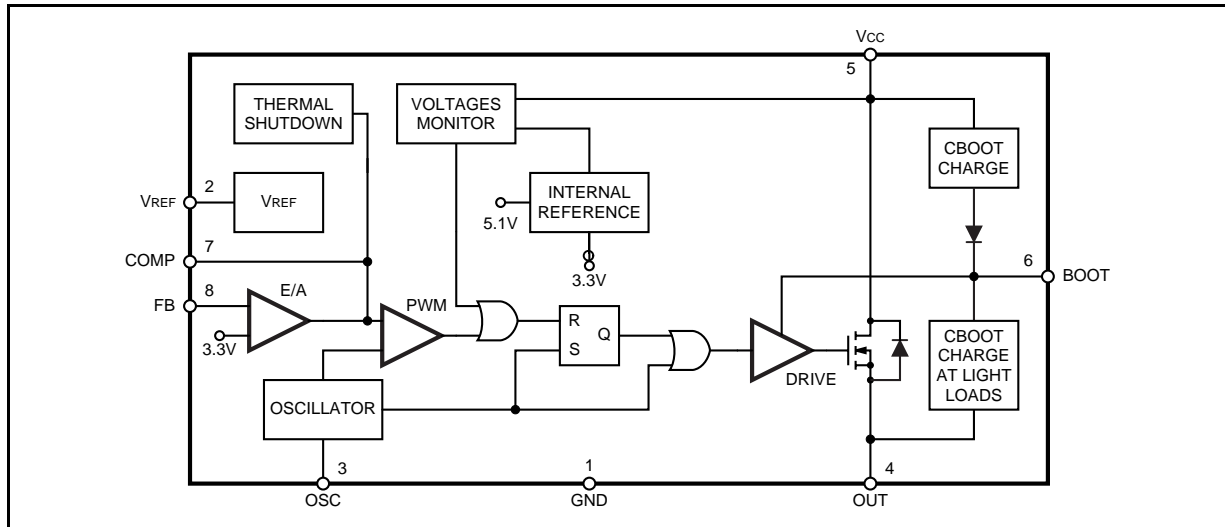 VCC
5
THERMAL
SHUTDOWN
VOLTAGES
MONITOR
CBOOT
CHARGE
VREF
2
VREF
INTERNAL
REFERENCE
5.1V
3.3V
COMP
7
6
BOOT
FB
8
E/A
3.3V
PWM
R
S
Q
DRIVE
CBOOT
CHARGE
AT LIGHT
LOADS
OSCILLATOR
3
OSC
1
GND
4
OUT